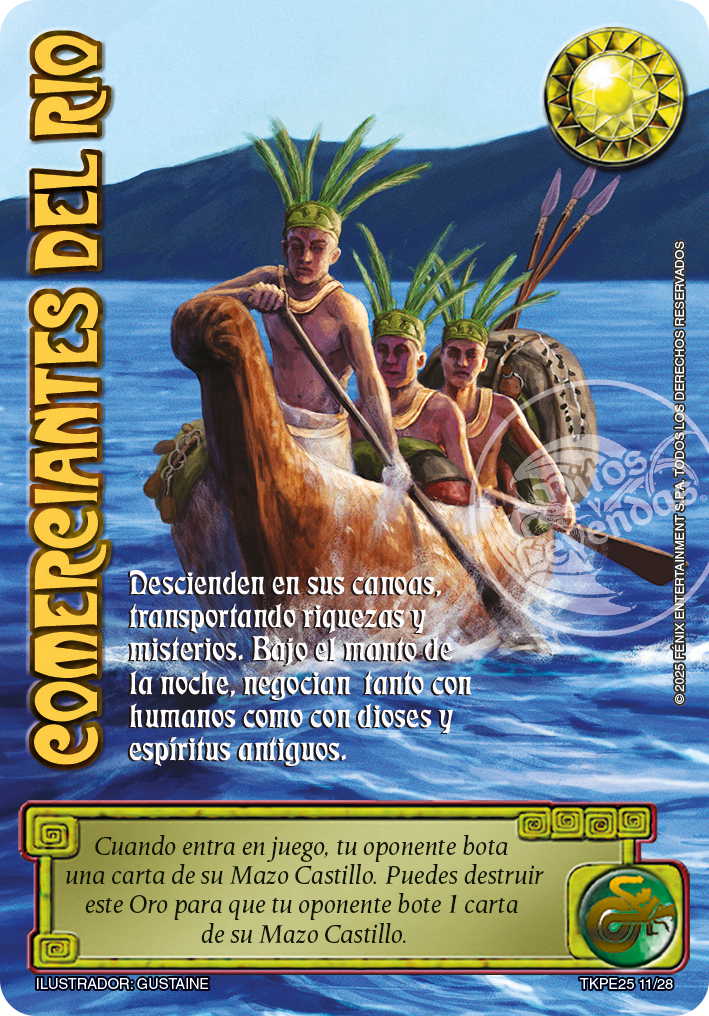 COMERCIANTES DEL RIO
Descienden en sus canoas,
transportando riquezas y
misterios. Bajo el manto de
la noche, negocian tanto con
humanos como con dioses y
espíritus antiguos.
Mitos
y
Leyendas®
© 2025 FÉNIX ENTERTAINMENT S.P.A. TODOS LOS DERECHOS RESERVADOS
Cuando entra en juego, tu oponente bota
una carta de su Mazo Castillo. Puedes destruir
este Oro para que tu oponente bote 1 carta
de su Mazo Castillo.
ILUSTRADOR: GUSTAINE
TKPE25 11/28